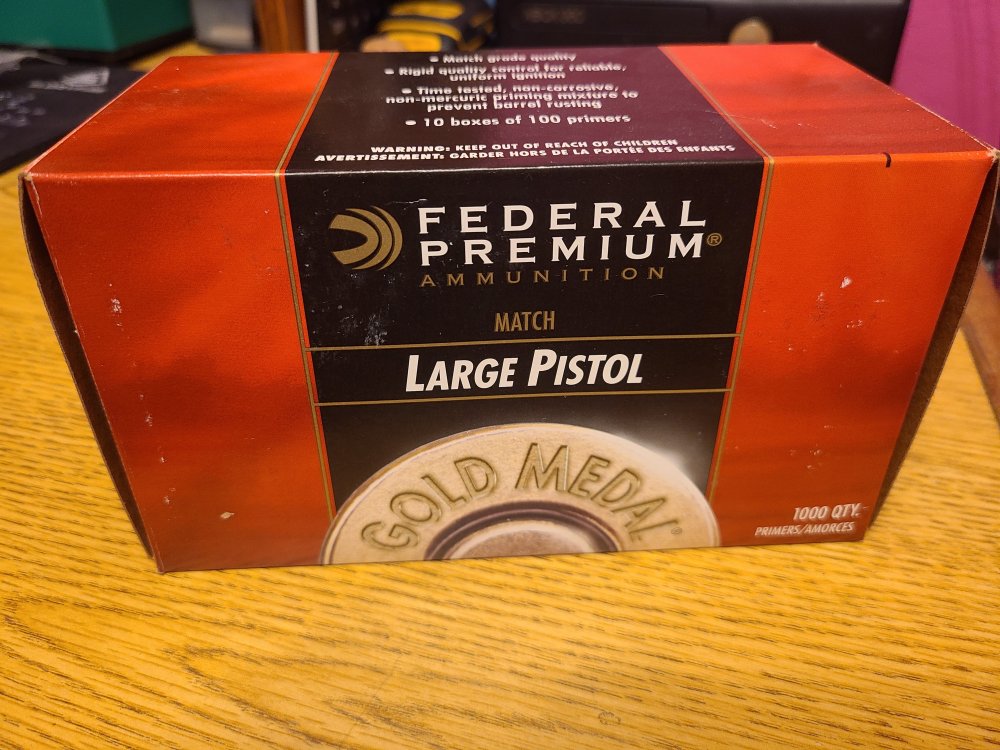 • Match grade quality
• Rigid quality control for reliable,
uniform ignition
• Time tested, non-corrosive,
non-mercuric priming mixture to
prevent barrel rusting
• 10 boxes of 100 primers
WARNING: KEEP OUT OF REACH OF CHILDREN
AVERTISSEMENT: GARDER HORS DE LA PORTÉE DES ENFANTS
FEDERAL
PREMIUM®
AMMUNITION
MATCH
LARGE PISTOL
GOLD MEDAL®
1000 QTY.
PRIMERS/AMORCES